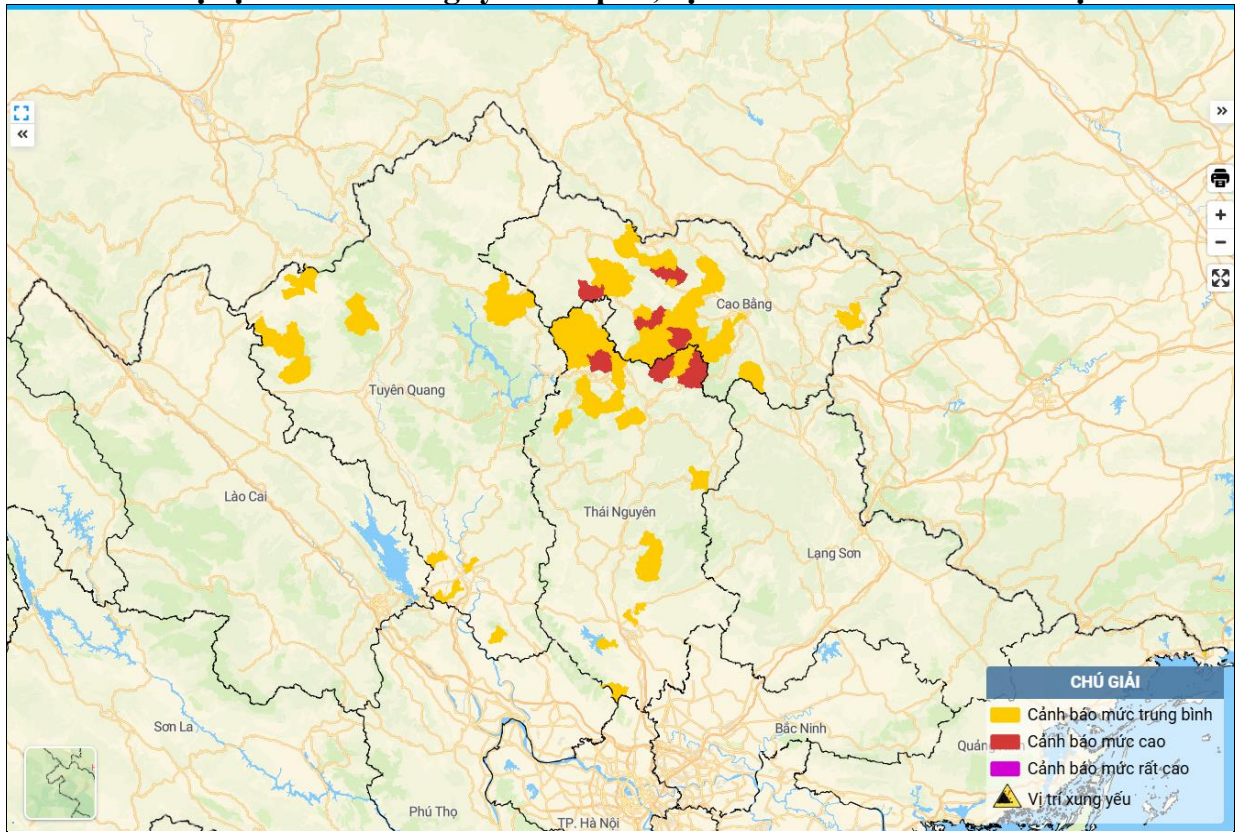 Cao Bằng
Tuyên Quang
Lào Cai
Thái Nguyên
Lạng Sơn
Sơn La
Bắc Ninh
Phú Thọ
TP. Hà Nội
CHÚ GIẢI
Cảnh báo mức trung bình
Cảnh báo mức cao
Cảnh báo mức rất cáo
Vị trí xung yếu